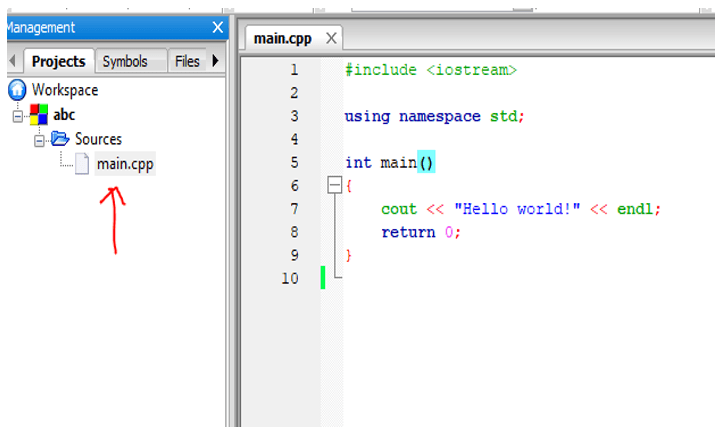 Management
Projects Symbols Files
Workspace
abc
Sources
main.cpp
main.cpp
1 #include <iostream>
2
3 using namespace std;
4
5 int main()
6 {
7 cout << "Hello world!" << endl;
8 return 0;
9 }
10